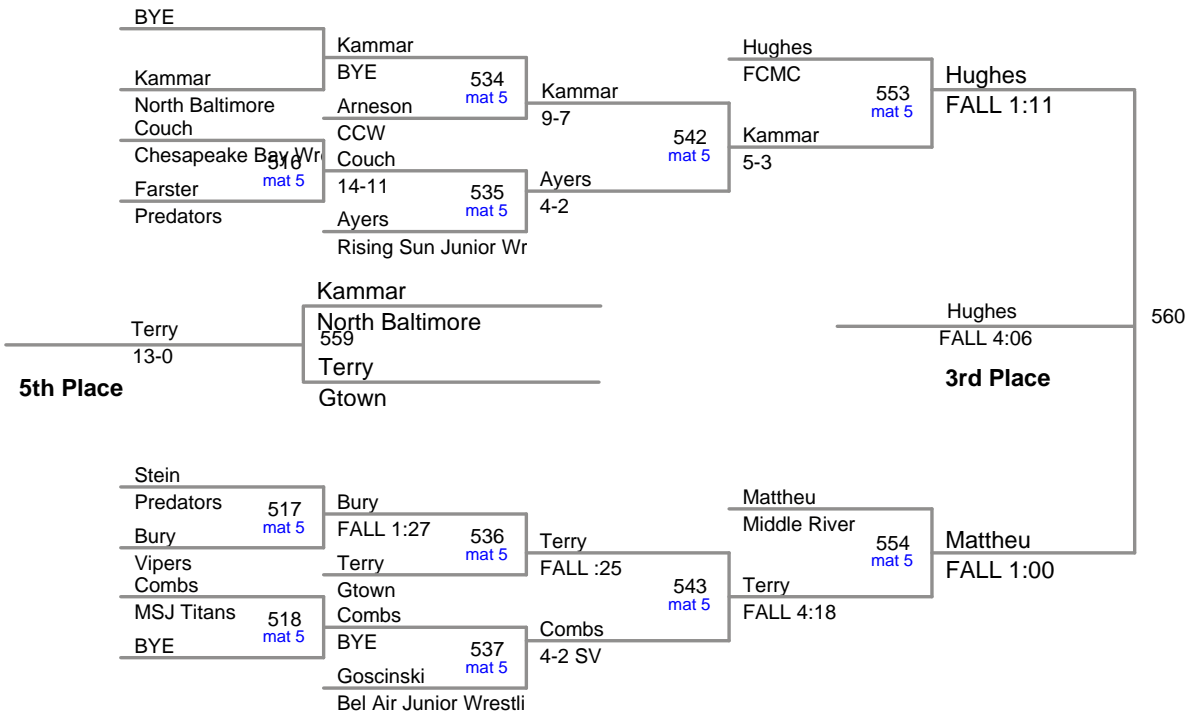 BYE
Kammar
North Baltimore
Couch
Chesapeake Bay Wr
516
mat 5
Farster
Predators
Kammar
BYE
534
mat 5
Arneson
CCW
Couch
14-11
535
mat 5
Ayers
Rising Sun Junior Wr
Kammar
9-7
542
mat 5
Ayers
4-2
Hughes
FCMC
553
mat 5
Kammar
5-3
Hughes
FALL 1:11
Kammar
North Baltimore
559
Terry
Gtown
Terry
13-0
5th Place
Hughes
FALL 4:06
3rd Place
560
Stein
Predators
517
mat 5
Bury
Vipers
Combs
MSJ Titans
518
mat 5
BYE
Bury
FALL 1:27
536
mat 5
Terry
Gtown
Combs
BYE
537
mat 5
Goscinski
Bel Air Junior Wrestli
Terry
FALL :25
543
mat 5
Combs
4-2 SV
Mattheu
Middle River
554
mat 5
Terry
FALL 4:18
Mattheu
FALL 1:00